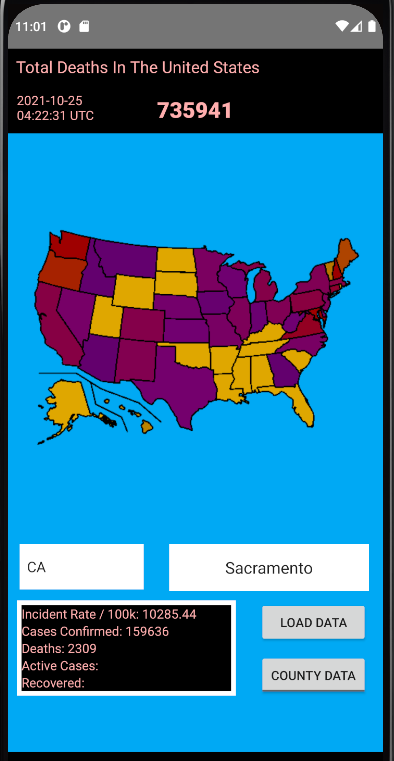 11:01
Total Deaths In The United States
2021-10-25
04:22:31 UTC
735941
CA
Sacramento
Incident Rate / 100k: 10285.44
Cases Confirmed: 159636
Deaths: 2309
Active Cases:
Recovered:
LOAD DATA
COUNTY DATA